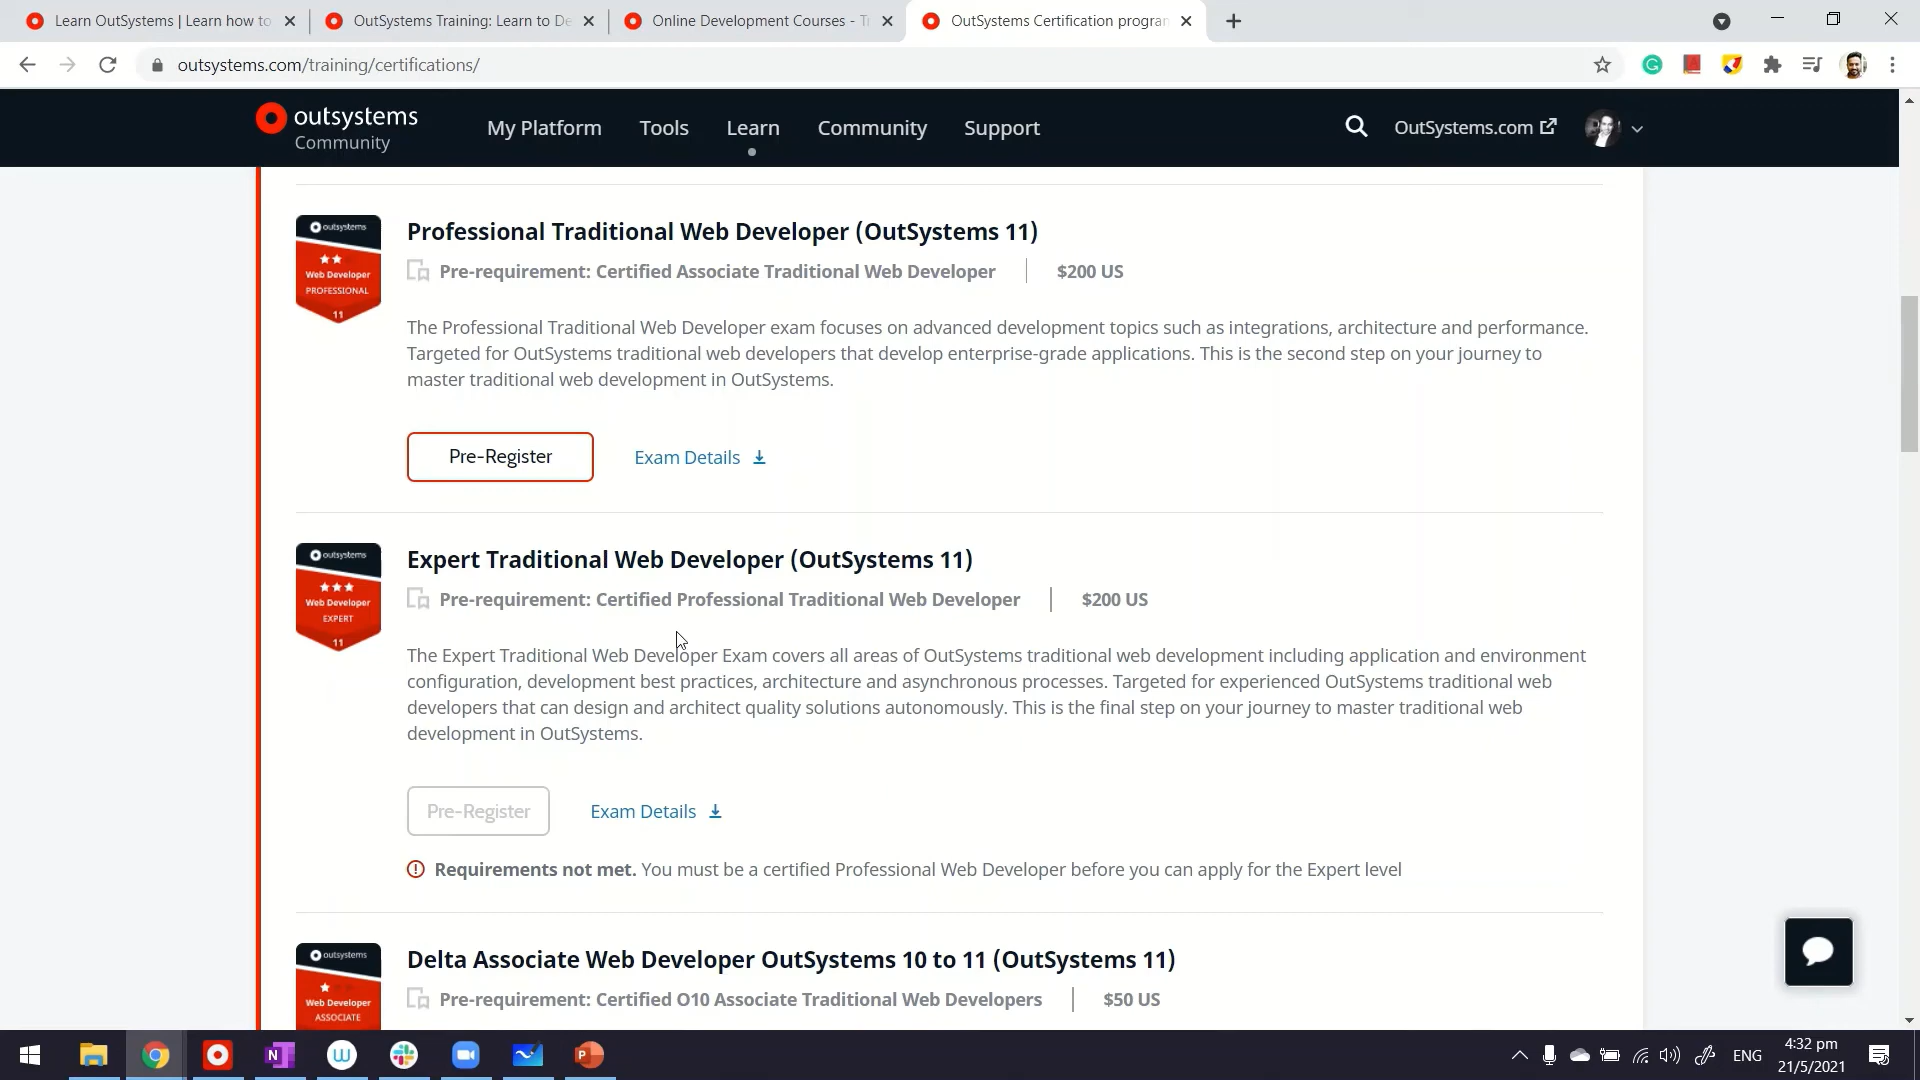 Learn OutSystems | Learn how to
OutSystems Training: Learn to De
Online Development Courses - Tr
OutSystems Certification program
outsystems.com/training/certifications/
outsystems
Community
My Platform
Tools
Learn
Community
Support
OutSystems.com
outsystems
Web Developer
PROFESSIONAL
11
Professional Traditional Web Developer (OutSystems 11)
Pre-requirement: Certified Associate Traditional Web Developer
$200 US
The Professional Traditional Web Developer exam focuses on advanced development topics such as integrations, architecture and performance.
Targeted for OutSystems traditional web developers that develop enterprise-grade applications. This is the second step on your journey to
master traditional web development in OutSystems.
Pre-Register
Exam Details
outsystems
Web Developer
EXPERT
11
Expert Traditional Web Developer (OutSystems 11)
Pre-requirement: Certified Professional Traditional Web Developer
$200 US
The Expert Traditional Web Developer Exam covers all areas of OutSystems traditional web development including application and environment
configuration, development best practices, architecture and asynchronous processes. Targeted for experienced OutSystems traditional web
developers that can design and architect quality solutions autonomously. This is the final step on your journey to master traditional web
development in OutSystems.
Pre-Register
Exam Details
Requirements not met. You must be a certified Professional Web Developer before you can apply for the Expert level
outsystems
Web Developer
ASSOCIATE
Delta Associate Web Developer OutSystems 10 to 11 (OutSystems 11)
Pre-requirement: Certified O10 Associate Traditional Web Developers
$50 US
ENG
4:32 pm
21/5/2021